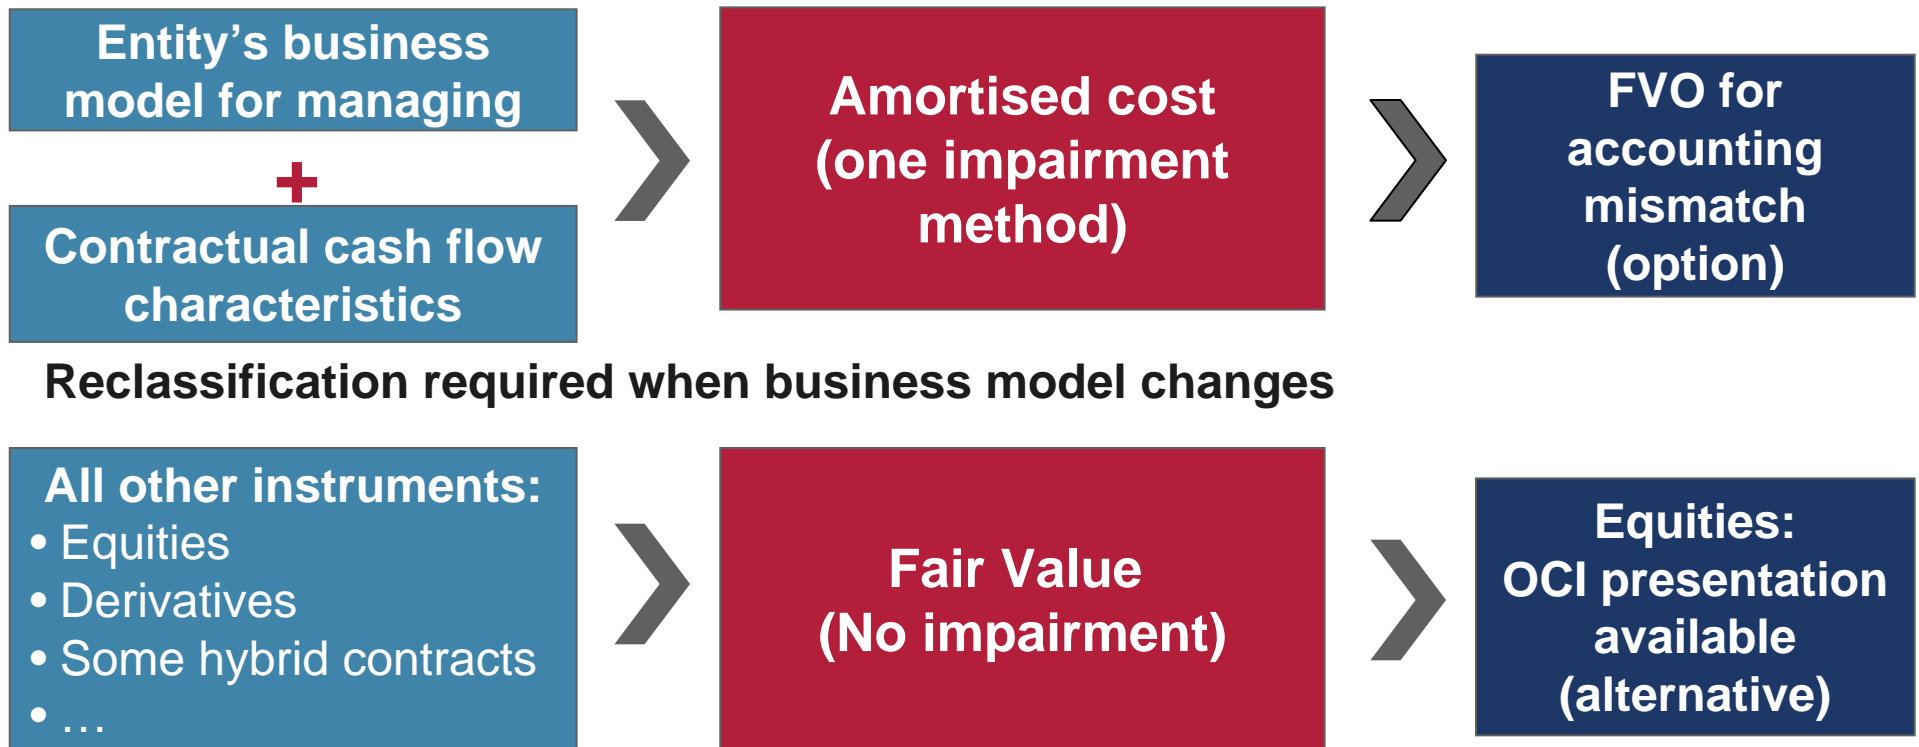 Entity’s business
model for managing
+
Contractual cash flow
characteristics
Amortised cost
(one impairment
method)
FVO for
accounting
mismatch
(option)
Reclassification required when business model changes
All other instruments:
• Equities
• Derivatives
• Some hybrid contracts
• …
Fair Value
(No impairment)
Equities:
OCI presentation
available
(alternative)